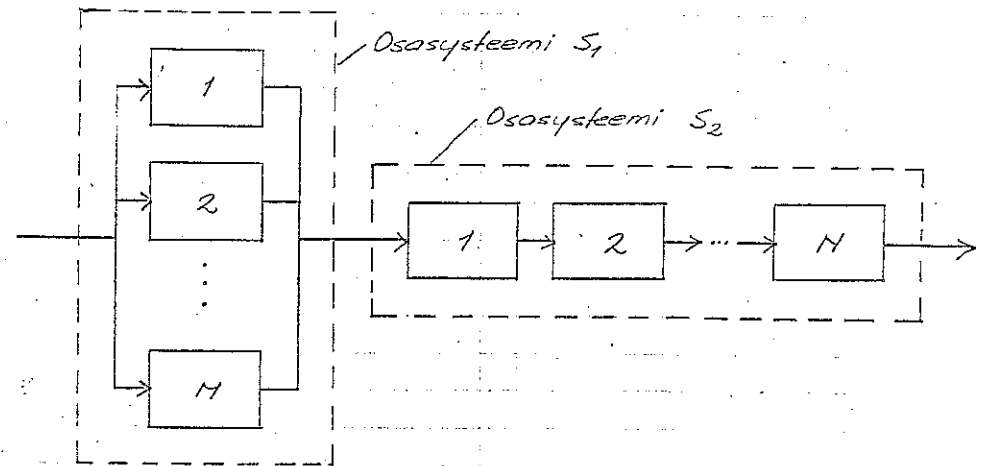 Osasysteemi S₁
1
Osasysteemi S₂
2
1
2
...
N
⋮
M